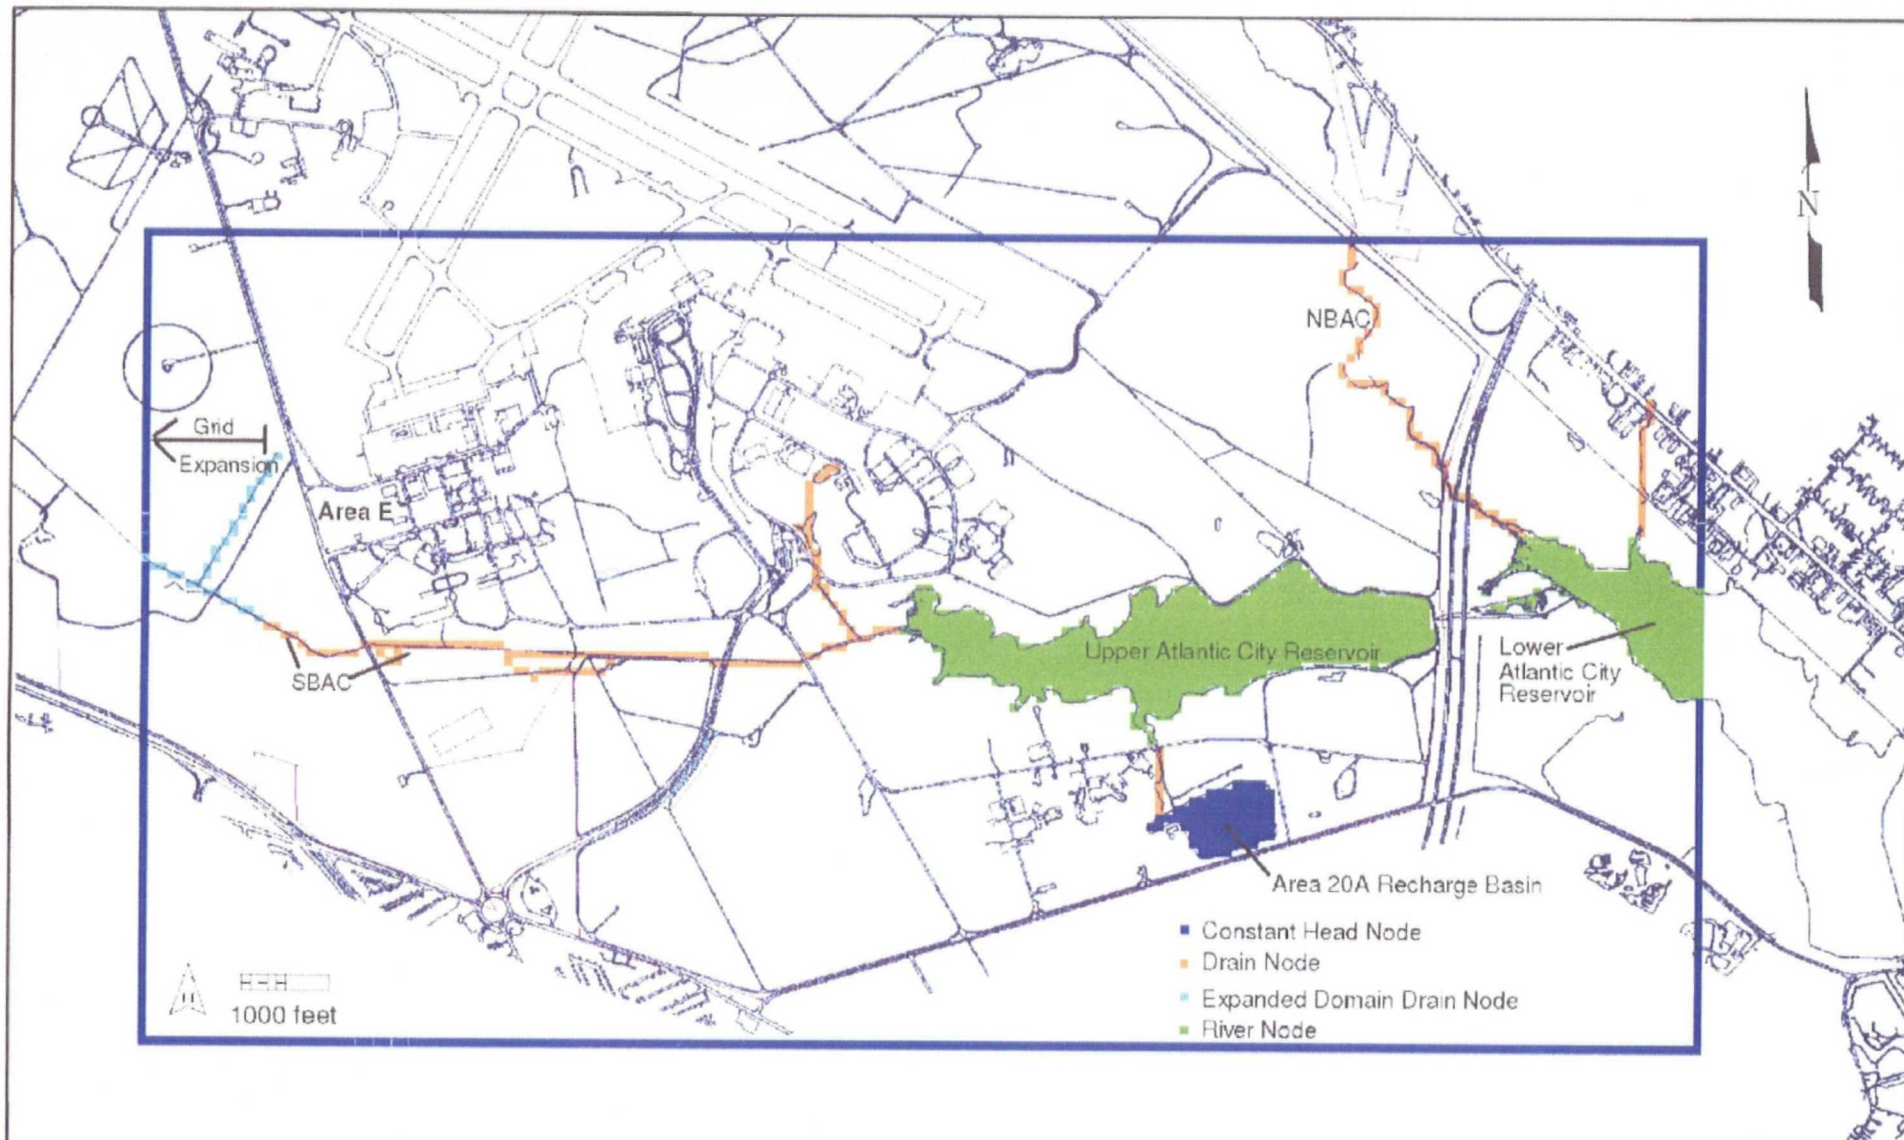 N
NBAC
Grid
Expansion
Area E
Upper Atlantic City Reservoir
Lower
Atlantic City
Reservoir
SBAC
Area 20A Recharge Basin
Constant Head Node
Drain Node
Expanded Domain Drain Node
River Node
1000 feet